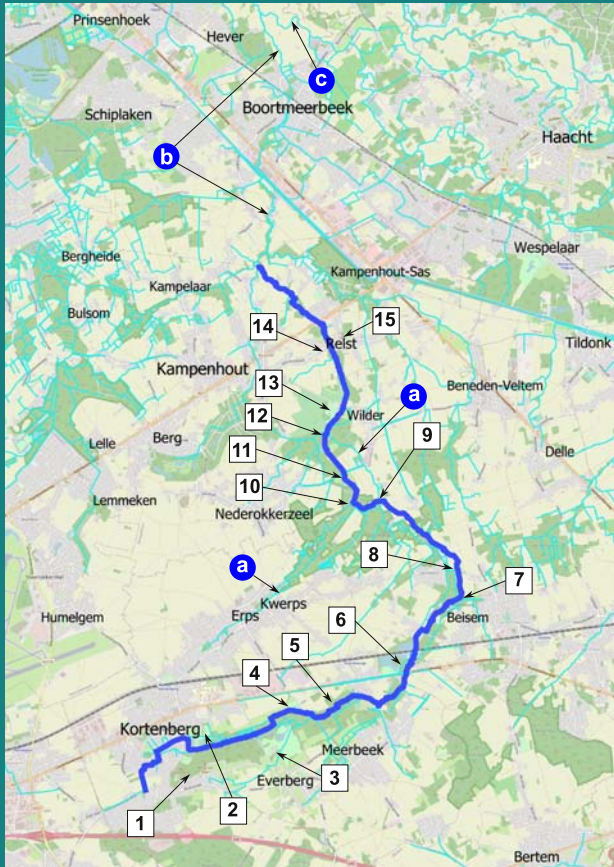 Prinsenhoek
Hever
c
Boortmeerbeek
Schiplaken
Haacht
b
Wespelaar
Bergheide
Kampenhout-Sas
Kampelaar
Bulsom
14
15
Relst
Tildonk
Kampenhout
13
Beneden-Veltem
a
Wilder
12
9
Berg
Lelle
11
Delle
10
Lemmeken
Nederokkerzeel
8
a
7
Kwerps
Erps
Humelgem
6
Beisem
5
4
Kortenberg
Meerbeek
3
Everberg
2
1
Bertem